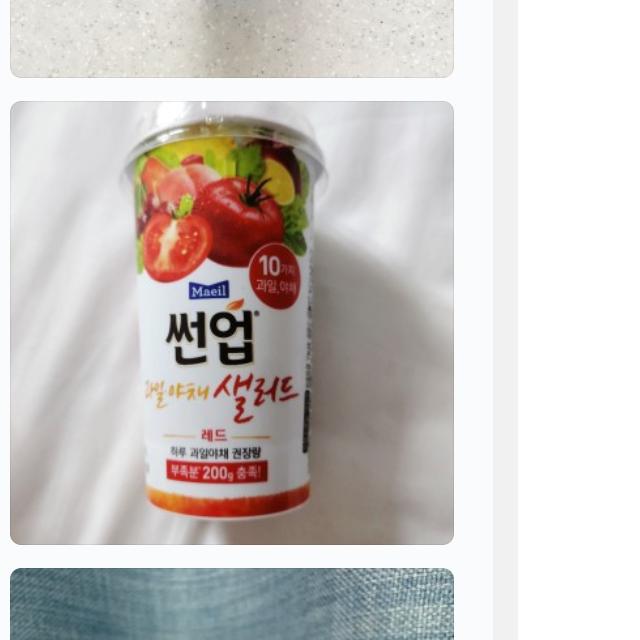 10가지
과일,야채
Maeil
썬업
과일·야채 샐러드
레드
하루 과일야채 권장량
부족분 200g 충족!